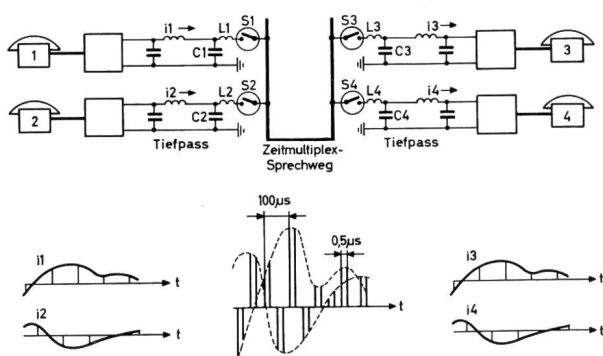 i1 L1 S1 S3 L3 i3
1 C1 C3 3
i2 L2 S2 S4 L4 i4
2 C2 C4 4
Tiefpass Zeitmultiplex- Tiefpass
Sprechweg
100µs
0,5µs
i1 t
i2 t
t
i3 t
i4 t